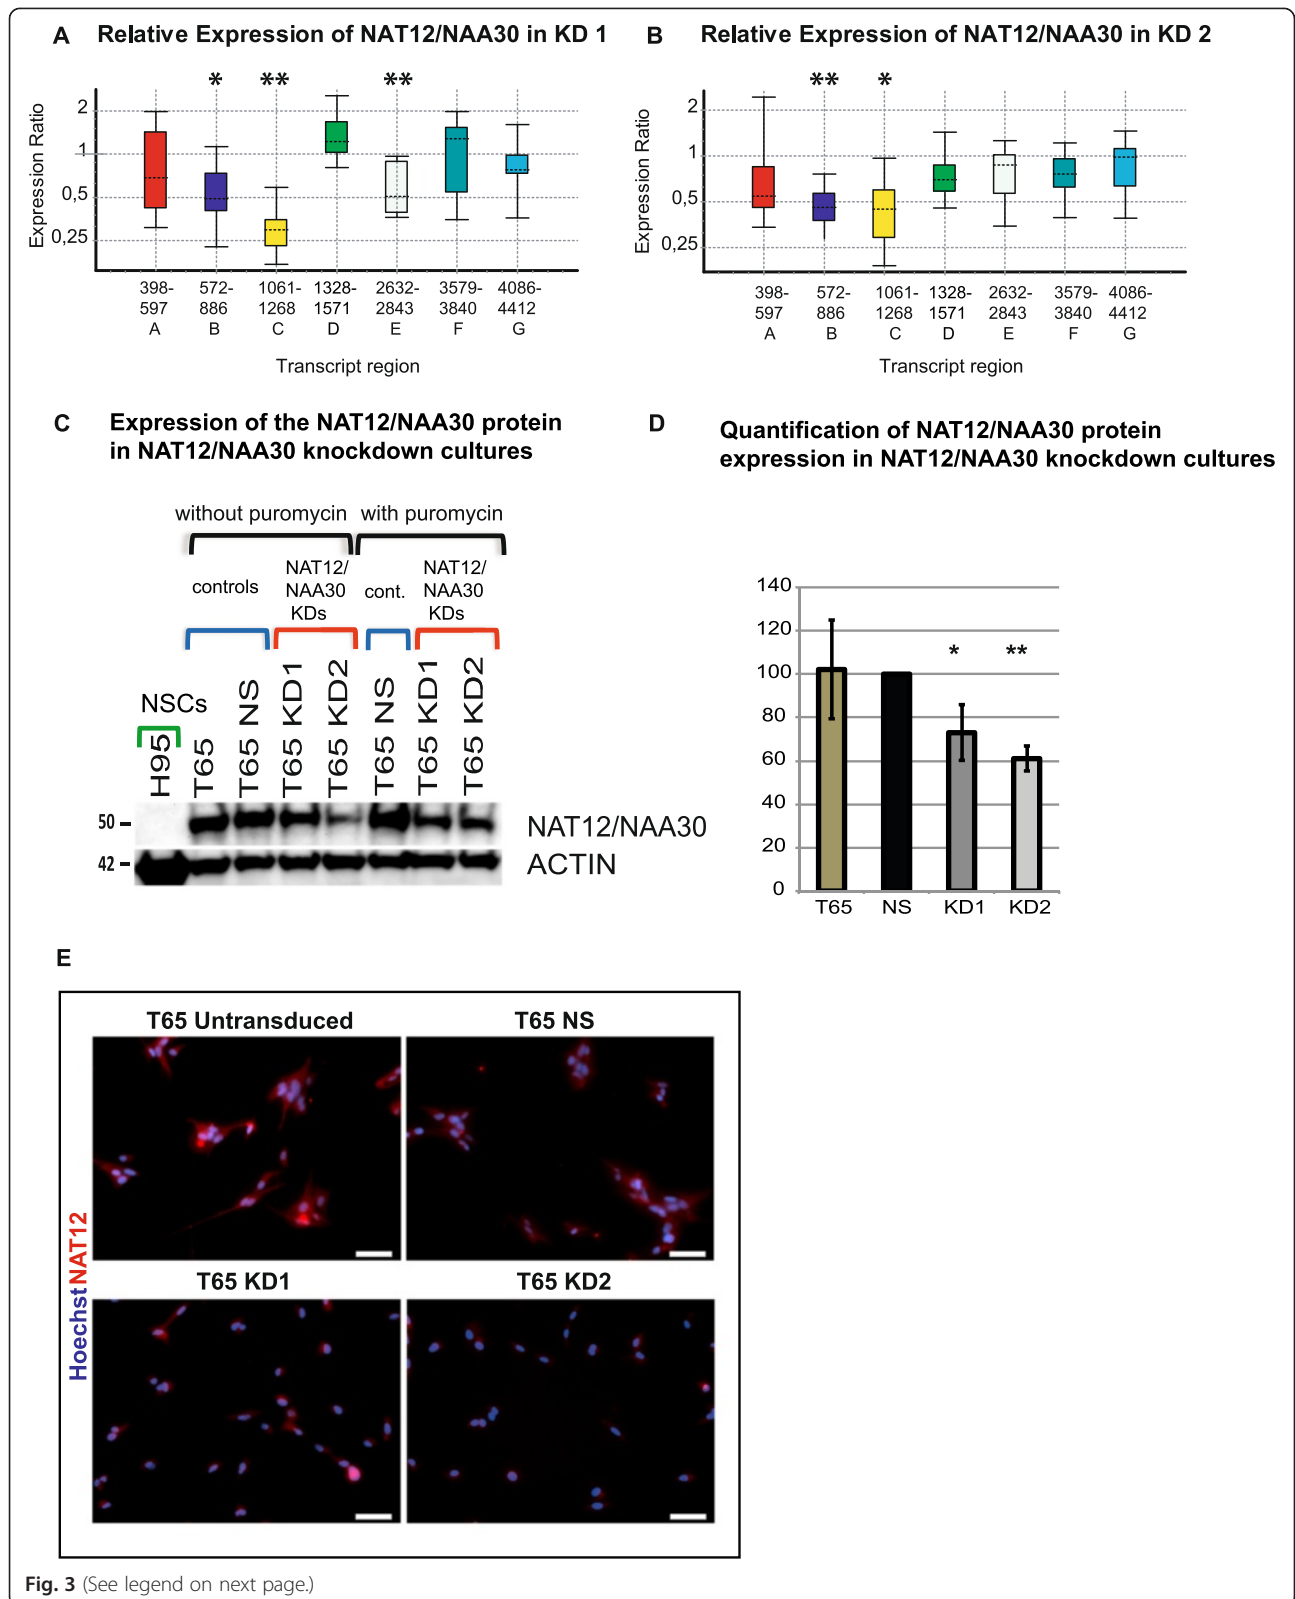 A Relative Expression of NAT12/NAA30 in KD 1
* ** **
Expression Ratio
2
1
0,5
0,25
398- 572- 1061- 1328- 2632- 3579- 4086-
597 886 1268 1571 2843 3840 4412
A B C D E F G
Transcript region
B Relative Expression of NAT12/NAA30 in KD 2
** *
Expression Ratio
2
1
0,5
0,25
398- 572- 1061- 1328- 2632- 3579- 4086-
597 886 1268 1571 2843 3840 4412
A B C D E F G
Transcript region
C Expression of the NAT12/NAA30 protein
in NAT12/NAA30 knockdown cultures
without puromycin with puromycin
controls
NAT12/
NAA30
KDs
cont.
NAT12/
NAA30
KDs
NSCs
H95
T65
T65 NS
T65 KD1
T65 KD2
T65 NS
T65 KD1
T65 KD2
50
NAT12/NAA30
42
ACTIN
D Quantification of NAT12/NAA30 protein
expression in NAT12/NAA30 knockdown cultures
140
120
100
80
60
40
20
0
* **
T65 NS KD1 KD2
E
T65 Untransduced T65 NS
T65 KD1 T65 KD2
Hoechst NAT12
Fig. 3 (See legend on next page.)